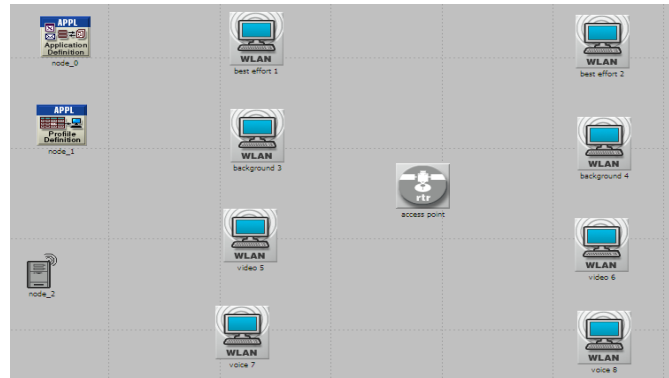 APPL
Application
Definition
node_0
WLAN
best effort 1
WLAN
best effort 2
APPL
Profile
Definition
node_1
WLAN
background 3
WLAN
background 4
rtr
access point
WLAN
video 5
WLAN
video 6
node_2
WLAN
voice 7
WLAN
voice 8